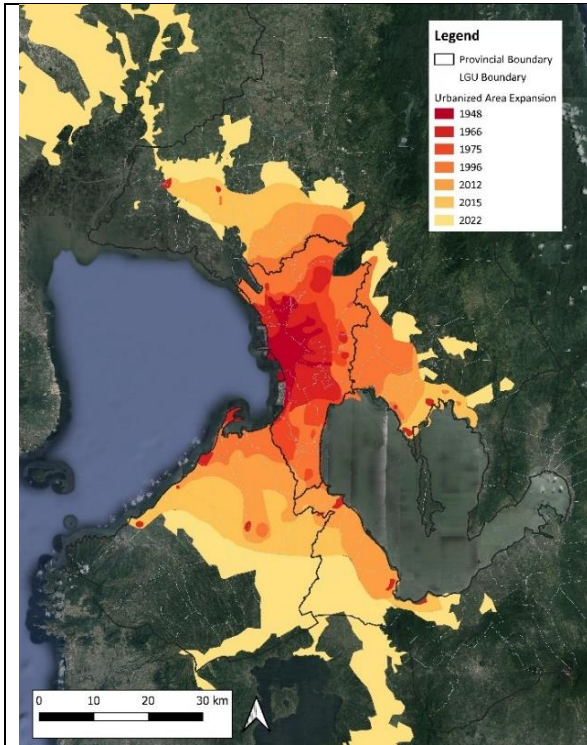 Legend
Provincial Boundary
LGU Boundary
Urbanized Area Expansion
1948
1966
1975
1996
2012
2015
2022
0 10 20 30 km